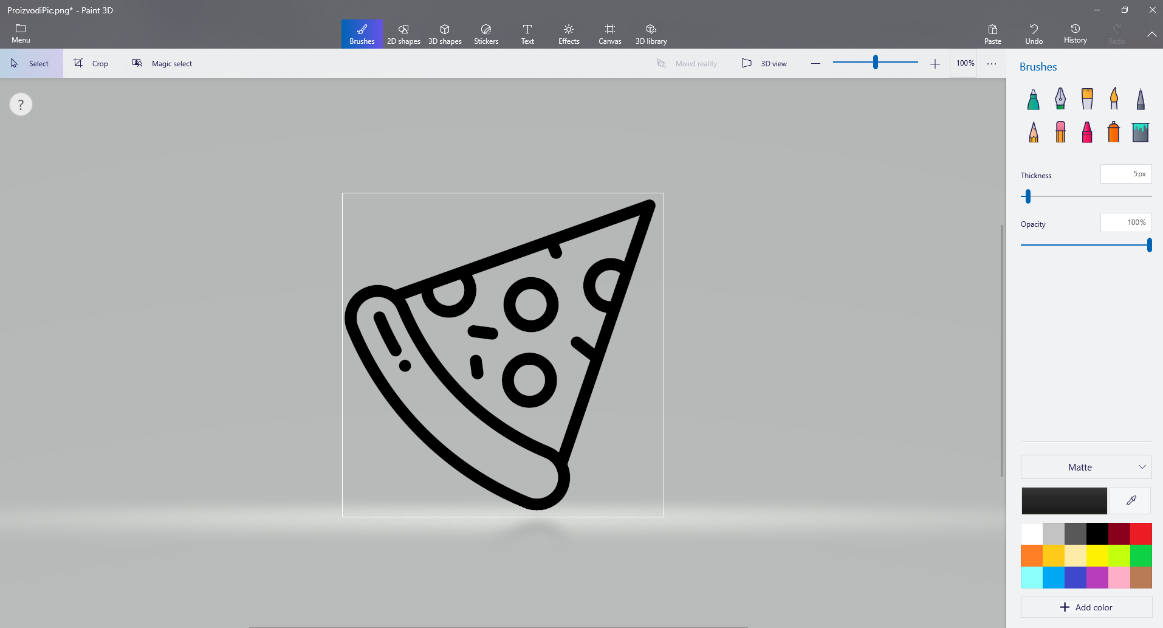 ProizvodiPic.png* - Paint 3D
Menu
Brushes
2D shapes
3D shapes
Stickers
Text
Effects
Canvas
3D library
Paste
Undo
History
Redo
Select
Crop
Magic select
Mixed reality
3D view
100%
?
Brushes
Thickness
5px
Opacity
100%
Matte
Add color